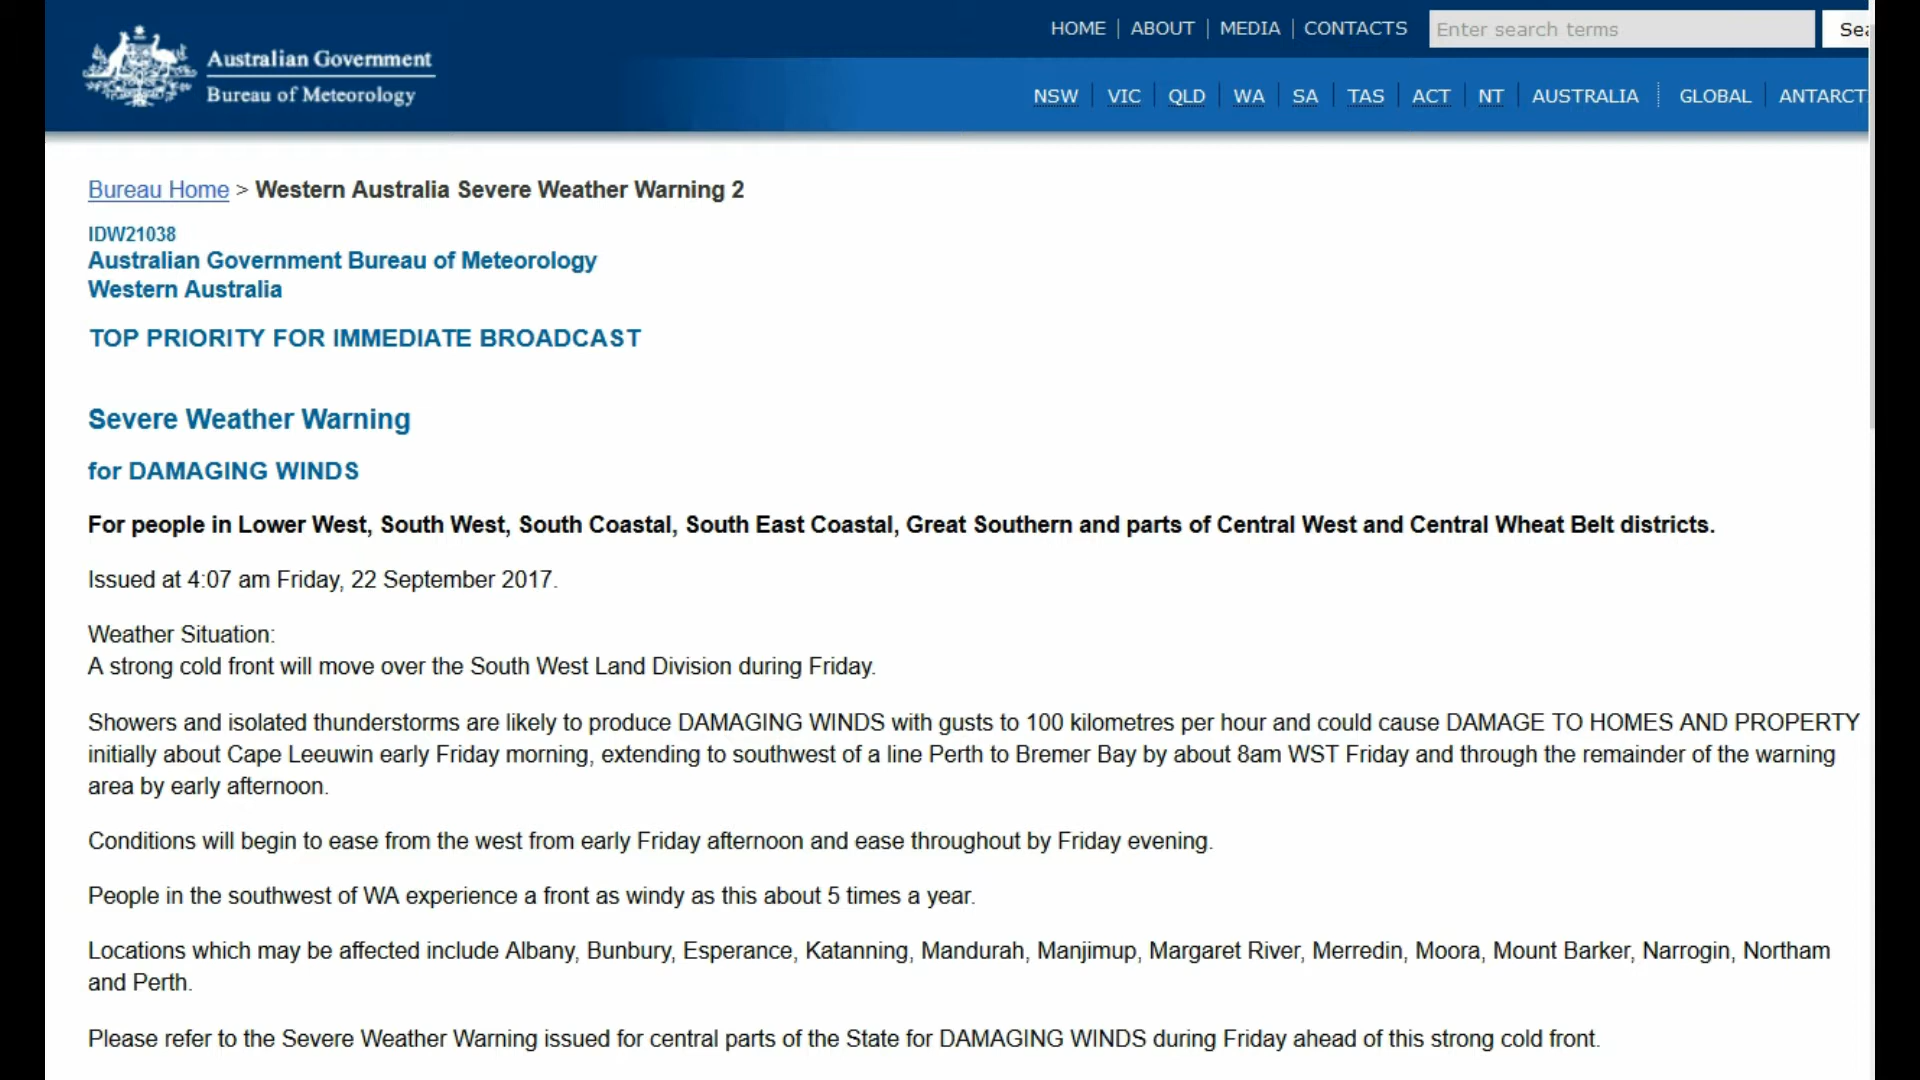 HOME | ABOUT | MEDIA | CONTACTS Enter search terms Sea
Australian Government
Bureau of Meteorology
NSW VIC QLD WA SA TAS ACT NT AUSTRALIA GLOBAL ANTARCT
Bureau Home > Western Australia Severe Weather Warning 2
IDW21038
Australian Government Bureau of Meteorology
Western Australia
TOP PRIORITY FOR IMMEDIATE BROADCAST
Severe Weather Warning
for DAMAGING WINDS
For people in Lower West, South West, South Coastal, South East Coastal, Great Southern and parts of Central West and Central Wheat Belt districts.
Issued at 4:07 am Friday, 22 September 2017.
Weather Situation:
A strong cold front will move over the South West Land Division during Friday.
Showers and isolated thunderstorms are likely to produce DAMAGING WINDS with gusts to 100 kilometres per hour and could cause DAMAGE TO HOMES AND PROPERTY
initially about Cape Leeuwin early Friday morning, extending to southwest of a line Perth to Bremer Bay by about 8am WST Friday and through the remainder of the warning
area by early afternoon.
Conditions will begin to ease from the west from early Friday afternoon and ease throughout by Friday evening.
People in the southwest of WA experience a front as windy as this about 5 times a year.
Locations which may be affected include Albany, Bunbury, Esperance, Katanning, Mandurah, Manjimup, Margaret River, Merredin, Moora, Mount Barker, Narrogin, Northam
and Perth.
Please refer to the Severe Weather Warning issued for central parts of the State for DAMAGING WINDS during Friday ahead of this strong cold front.